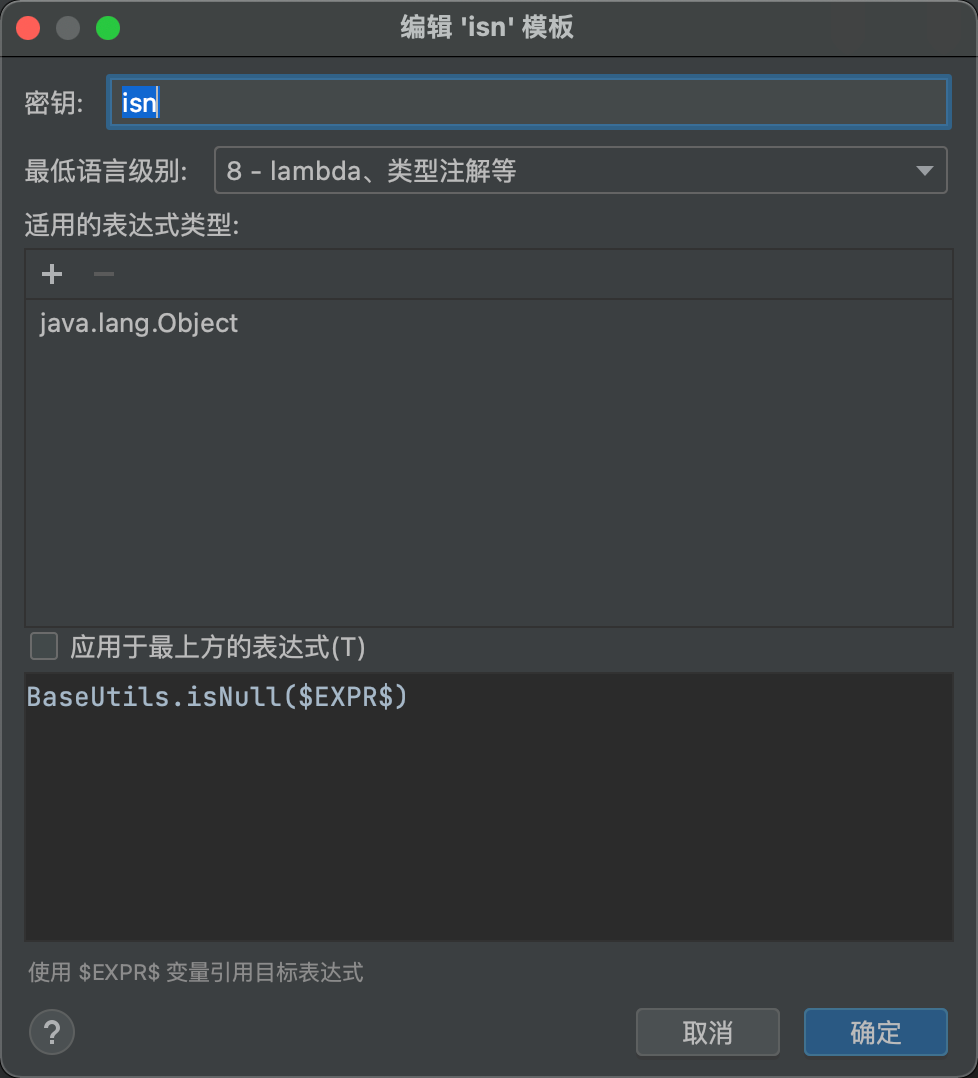 编辑 'isn' 模板
密钥: isn
最低语言级别: 8 - lambda、类型注解等
适用的表达式类型:
java.lang.Object
应用于最上方的表达式(T)
BaseUtils.isNull($EXPR$)
使用 $EXPR$ 变量引用目标表达式
? 取消 确定